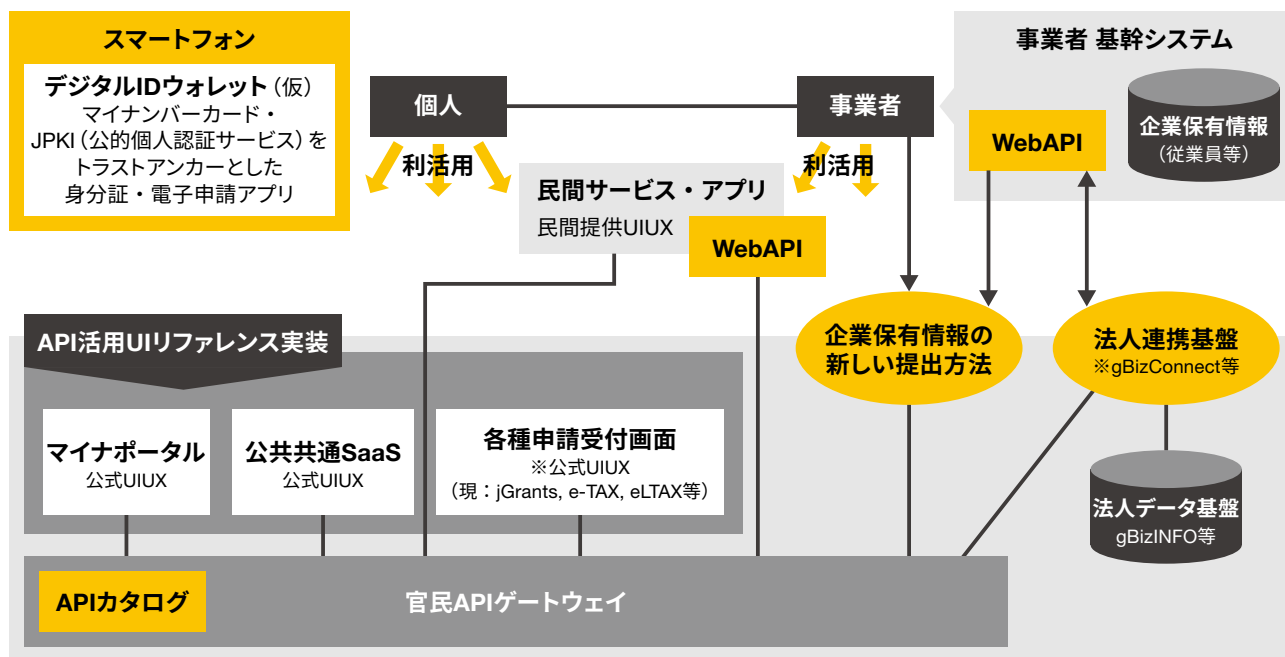 スマートフォン
デジタルIDウォレット（仮）
マイナンバーカード・
JPKI（公的個人認証サービス）を
トラストアンカーとした
身分証・電子申請アプリ
個人
事業者
利活用
利活用
事業者 基幹システム
WebAPI
企業保有情報
（従業員等）
民間サービス・アプリ
民間提供UIUX
WebAPI
企業保有情報の
新しい提出方法
法人連携基盤
※gBizConnect等
API活用UIリファレンス実装
マイナポータル
公式UIUX
公共共通SaaS
公式UIUX
各種申請受付画面
※公式UIUX
（現：jGrants, e-TAX, eLTAX等）
法人データ基盤
gBizINFO等
APIカタログ
官民APIゲートウェイ